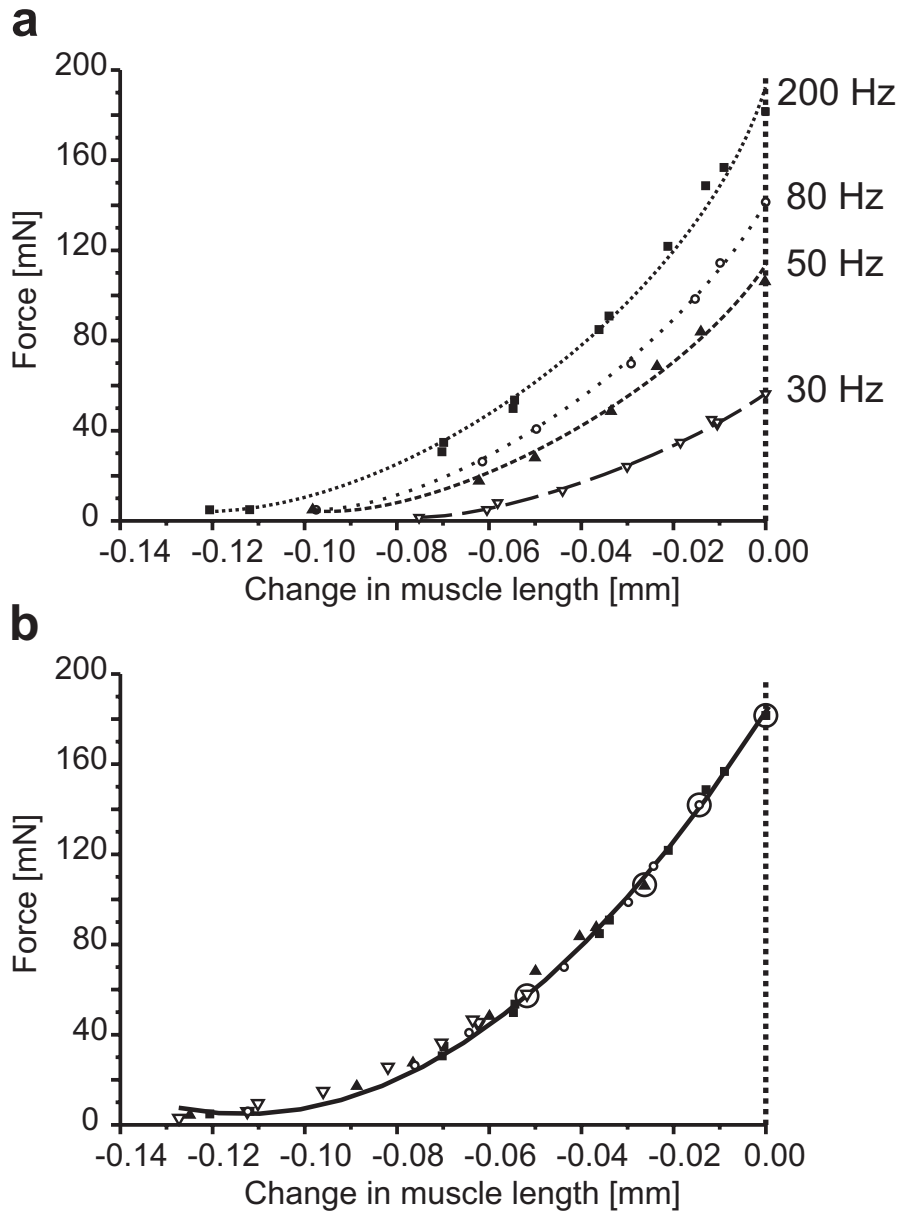 a
200
160
120
80
40
0
Force [mN]
200 Hz
80 Hz
50 Hz
30 Hz
-0.14 -0.12 -0.10 -0.08 -0.06 -0.04 -0.02 0.00
Change in muscle length [mm]
b
200
160
120
80
40
0
Force [mN]
-0.14 -0.12 -0.10 -0.08 -0.06 -0.04 -0.02 0.00
Change in muscle length [mm]